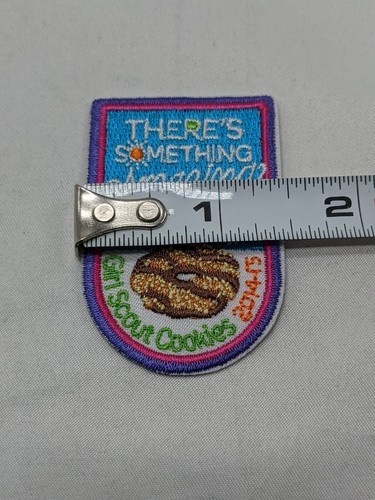 THERE'S
SOMETHING
1 2
Girl Scout Cookies 2014-15